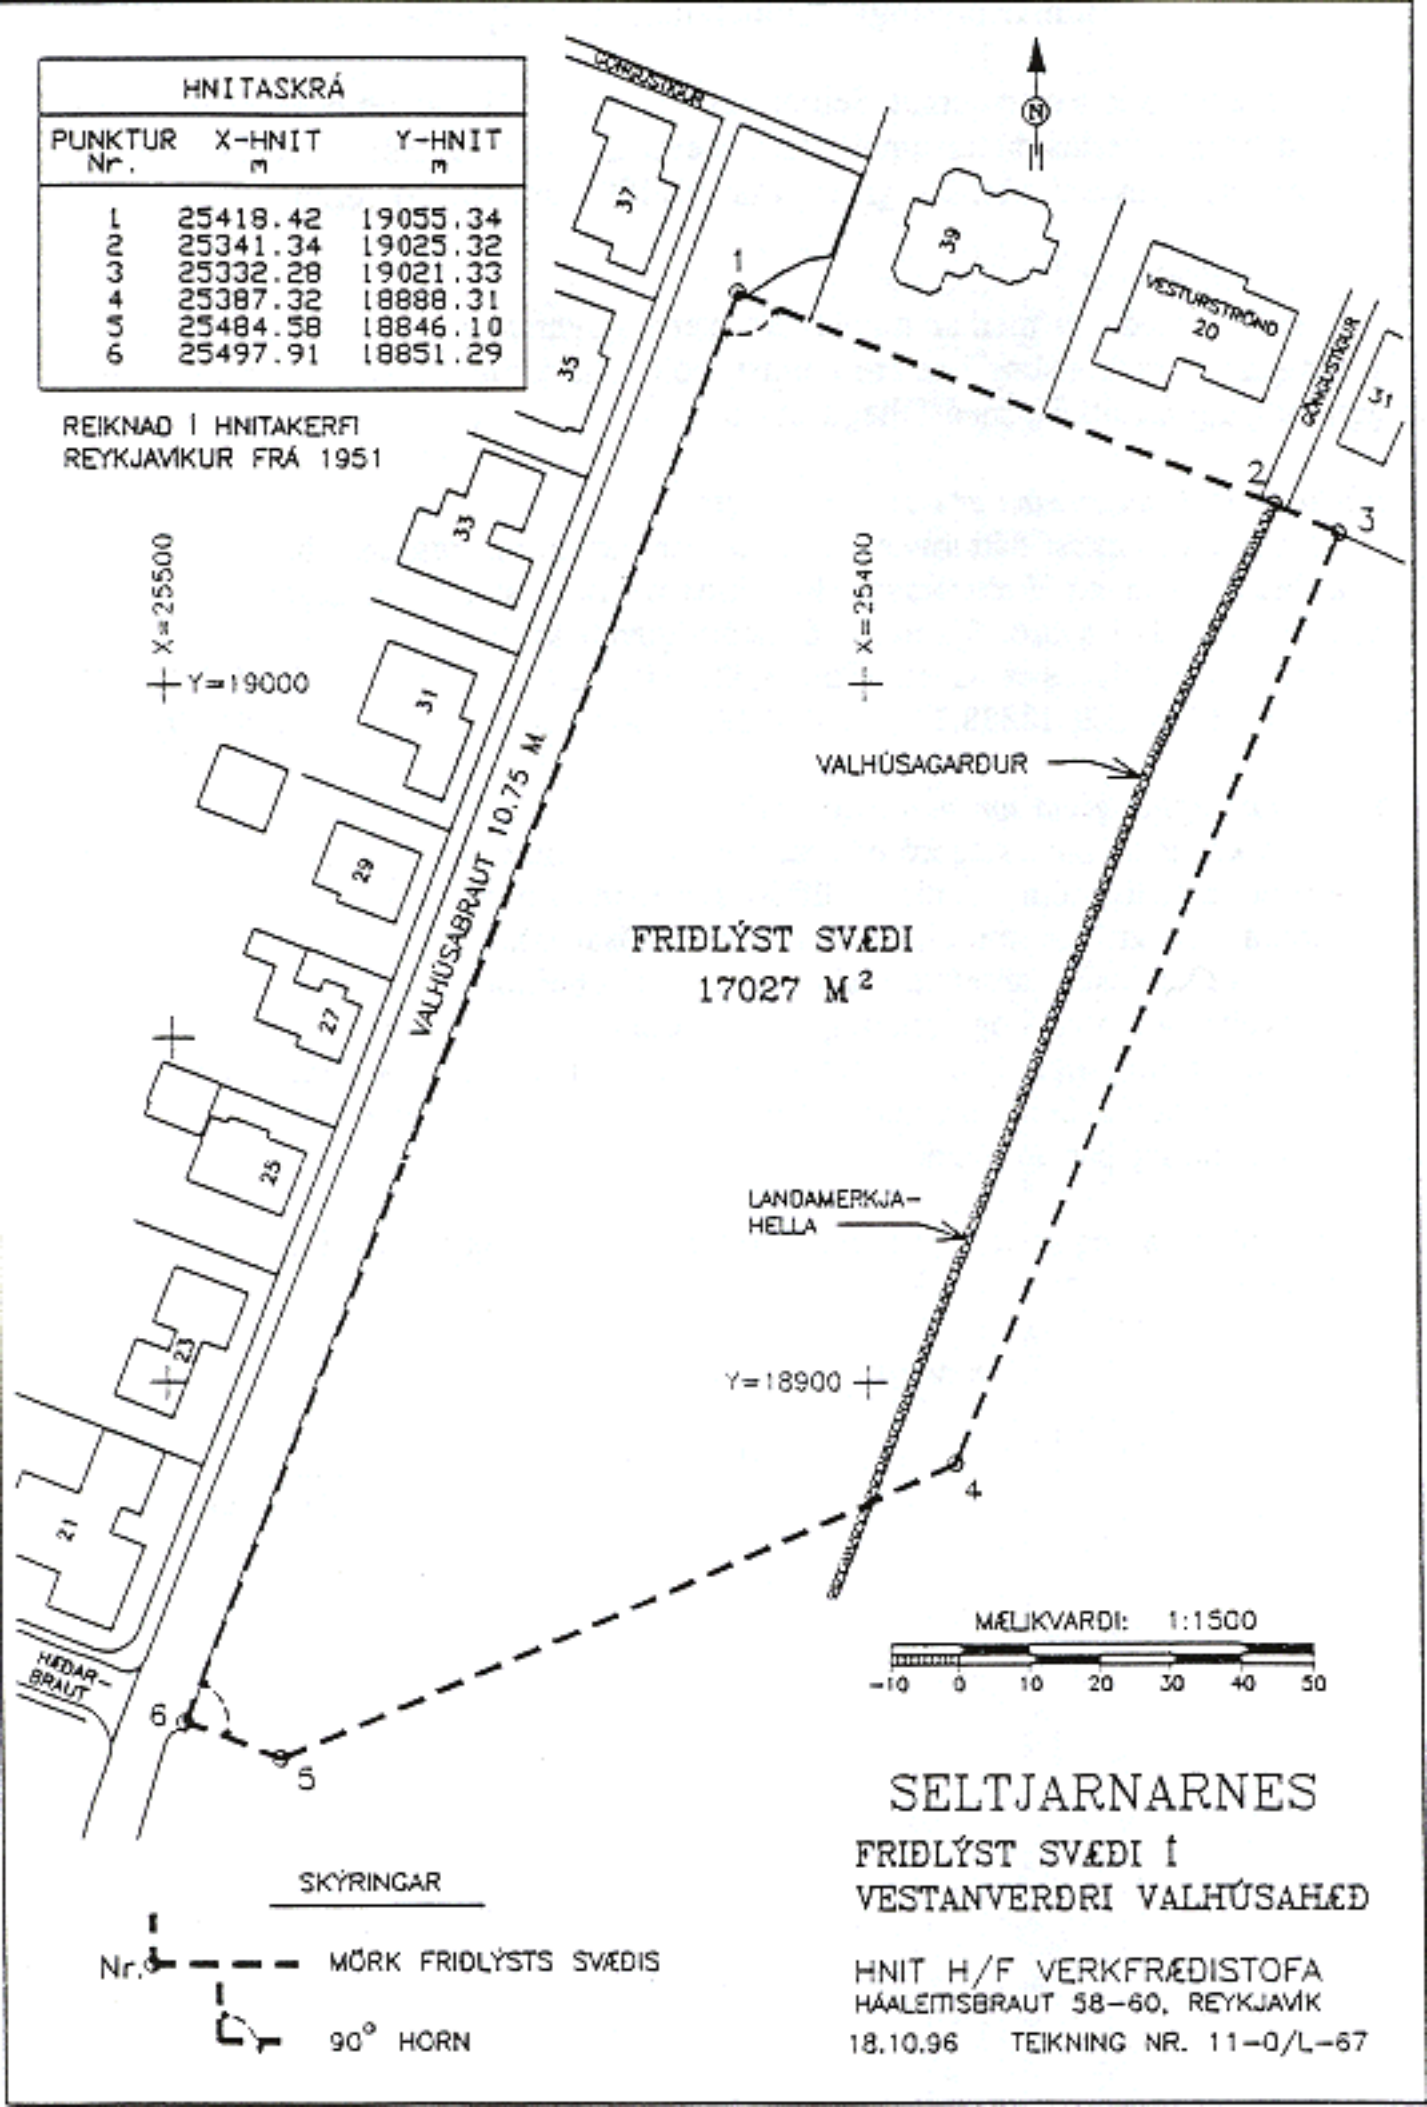 HNITASKRÁ
PUNKTUR X-HNIT Y-HNIT
Nr. m m
1 25418.42 19055.34
2 25341.34 19025.32
3 25332.28 19021.33
4 25387.32 18888.31
5 25484.58 18846.10
6 25497.91 18851.29
REIKNAÐ Í HNITAKERFI
REYKJAVÍKUR FRÁ 1951
GÖNGUSTÍGUR
37
39
VESTURSTRÖND
20
GÖNGUSTÍGUR
31
1
35
2
3
33
X=25500
X=25400
Y=19000
31
VALHÚSAGARÐUR
VALHÚSABRAUT 10.75 M
29
FRIÐLÝST SVÆÐI
17027 M²
27
25
LANDAMERKJA-
HELLA
23
Y=18900
4
21
HÆÐAR-
BRAUT
6
5
MÆLIKVARÐI: 1:1500
-10 0 10 20 30 40 50
SELTJARNARNES
FRIÐLÝST SVÆÐI Í
VESTANVERÐRI VALHÚSAHÆÐ
SKÝRINGAR
Nr. MÖRK FRIÐLÝSTS SVÆÐIS
90° HORN
HNIT H/F VERKFRÆÐISTOFA
HÁALEITISBRAUT 58-60, REYKJAVÍK
18.10.96 TEIKNING NR. 11-0/L-67
N